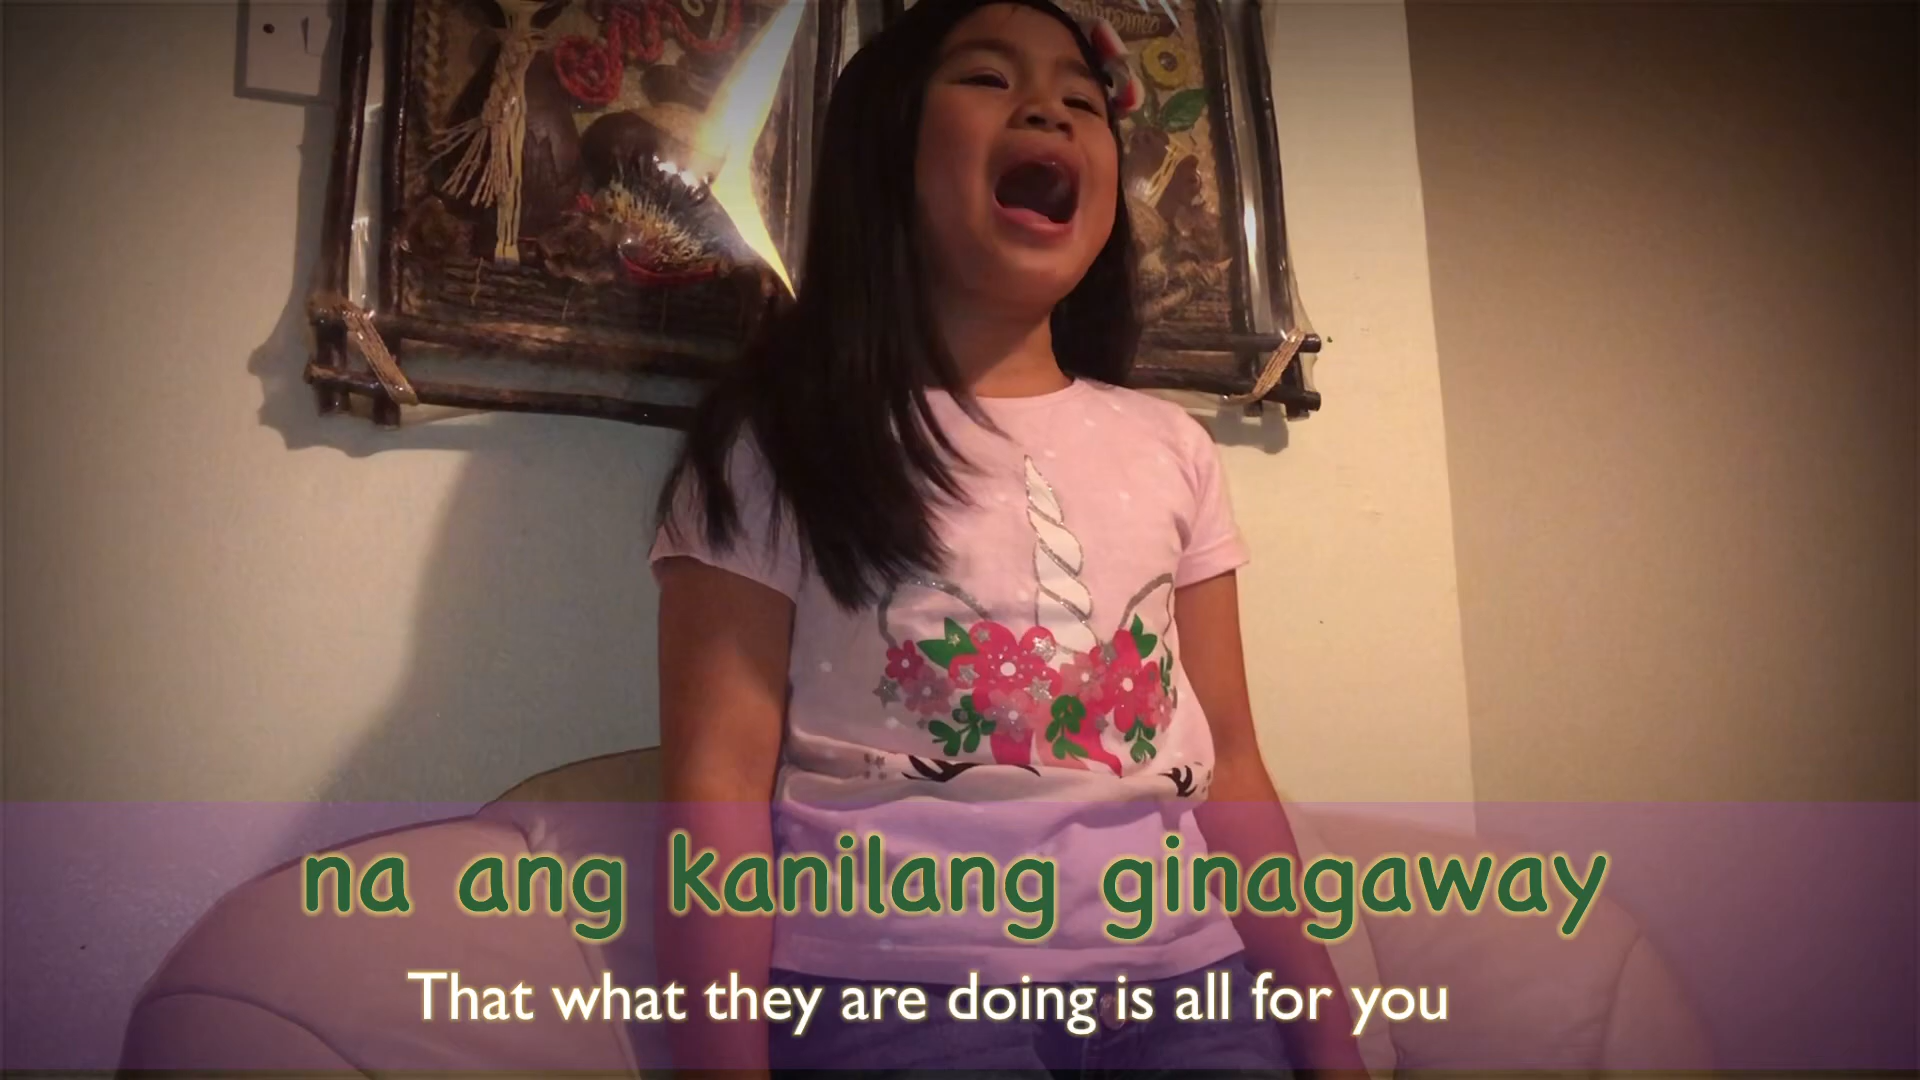 na ang kanilang ginagaway
That what they are doing is all for you